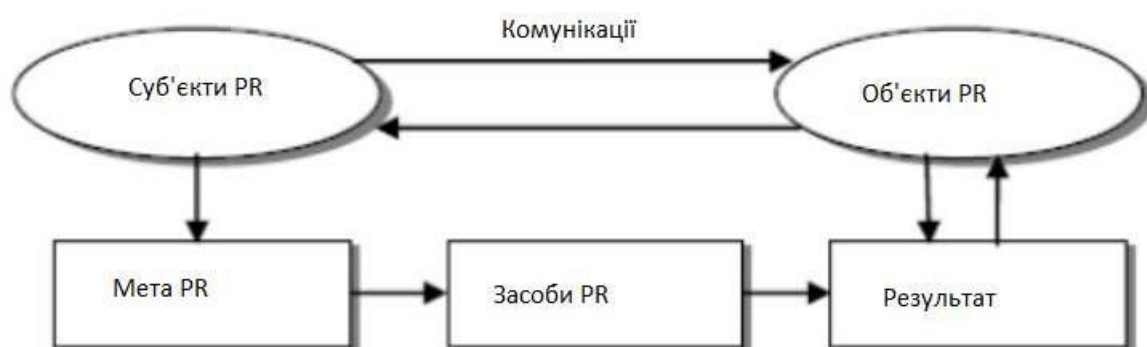 Комунікації
Суб'єкти PR
Об'єкти PR
Мета PR
Засоби PR
Результат